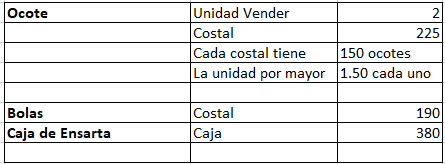 Ocote Unidad Vender 2
Costal 225
Cada costal tiene 150 ocotes
La unidad por mayor 1.50 cada uno
Bolas Costal 190
Caja de Ensarta Caja 380